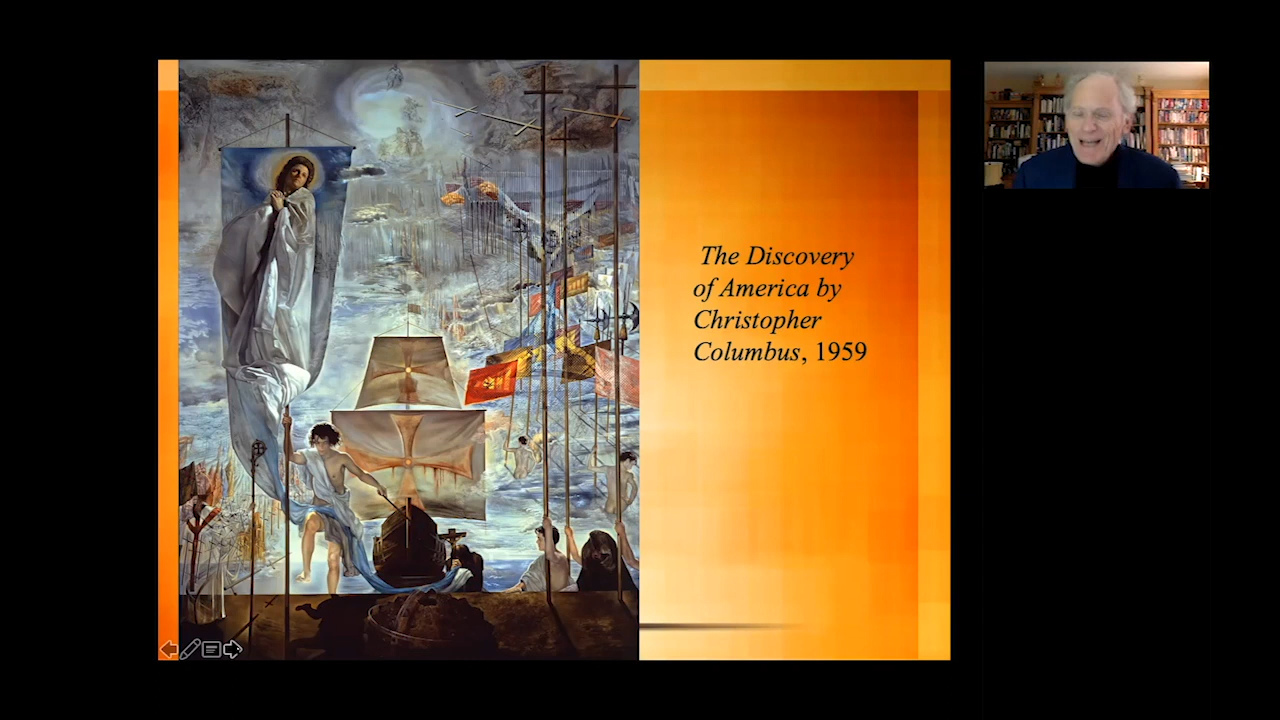 The Discovery
of America by
Christopher
Columbus, 1959